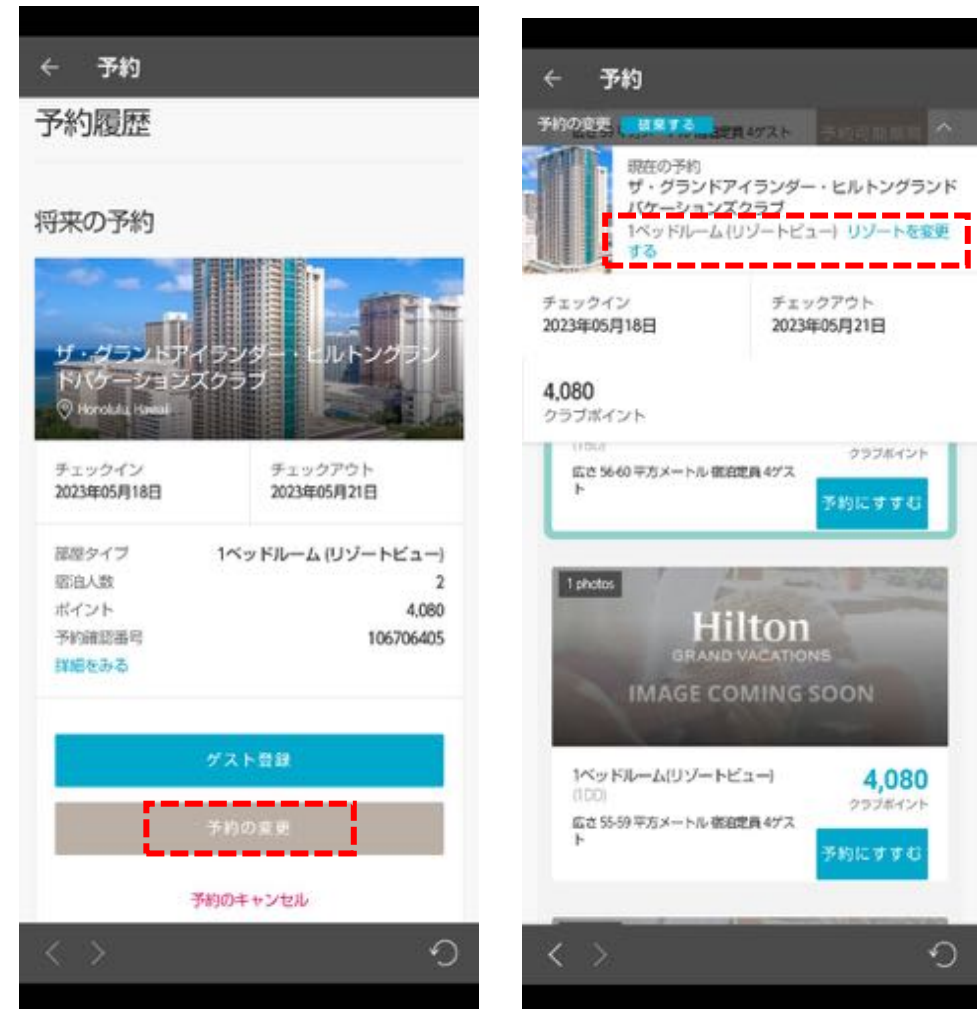 予約
予約履歴
将来の予約
ザ・グランドアイランダー・ヒルトングラン
ドバケーションズクラブ
Honolulu, Hawaii
チェックイン
2023年05月18日
チェックアウト
2023年05月21日
部屋タイプ
1ベッドルーム (リゾートビュー)
宿泊人数
2
ポイント
4,080
予約確認番号
106706405
詳細をみる
ゲスト登録
予約の変更
予約のキャンセル
予約
予約の変更
破棄する
平方メートル 宿泊定員 4ゲスト
現在の予約
ザ・グランドアイランダー・ヒルトングランド
バケーションズクラブ
1ベッドルーム (リゾートビュー) リゾートを変更
する
チェックイン
2023年05月18日
チェックアウト
2023年05月21日
4,080
クラブポイント
クラブポイント
広さ 56-60 平方メートル 宿泊定員 4ゲス
ト
予約にすすむ
1 photos
Hilton
GRAND VACATIONS
IMAGE COMING SOON
1ベッドルーム(リゾートビュー)
(1DD)
4,080
クラブポイント
広さ 55-59 平方メートル 宿泊定員 4ゲス
ト
予約にすすむ